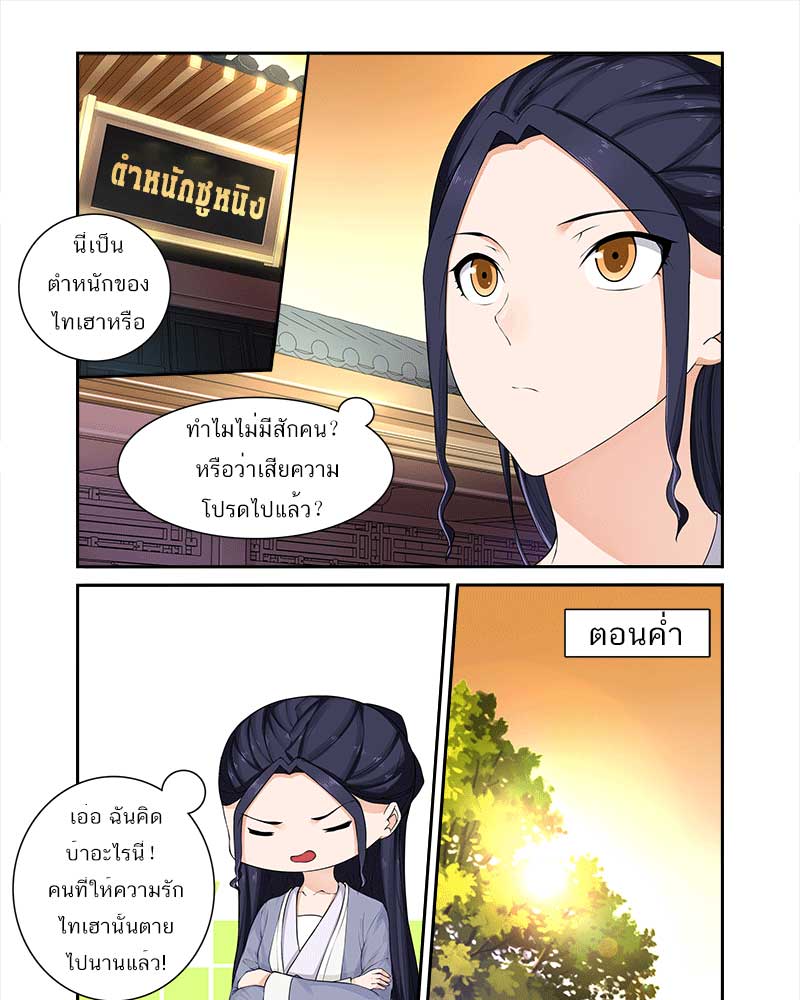 ตำหนักชูหนิง
นี่เป็น
ตำหนักของ
ไทเฮาหรือ
ทำไมไม่มีสักคน?
หรือว่าเสียความ
โปรดไปแล้ว?
ตอนค่ำ
เอ่อ ฉันคิด
บ้าอะไรนี่!
คนที่ให้ความรัก
ไทเฮานั้นตาย
ไปนานแล้ว!